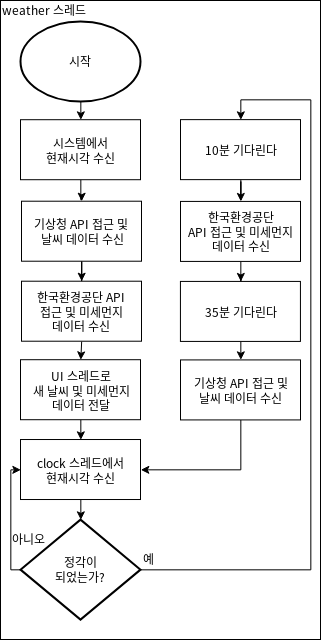 weather 스레드
시작
시스템에서
현재시각 수신
기상청 API 접근 및
날씨 데이터 수신
한국환경공단 API
접근 및 미세먼지
데이터 수신
UI 스레드로
새 날씨 및 미세먼지
데이터 전달
clock 스레드에서
현재시각 수신
아니오
정각이
되었는가?
예
10분 기다린다
한국환경공단
API 접근 및 미세먼지
데이터 수신
35분 기다린다
기상청 API 접근 및
날씨 데이터 수신